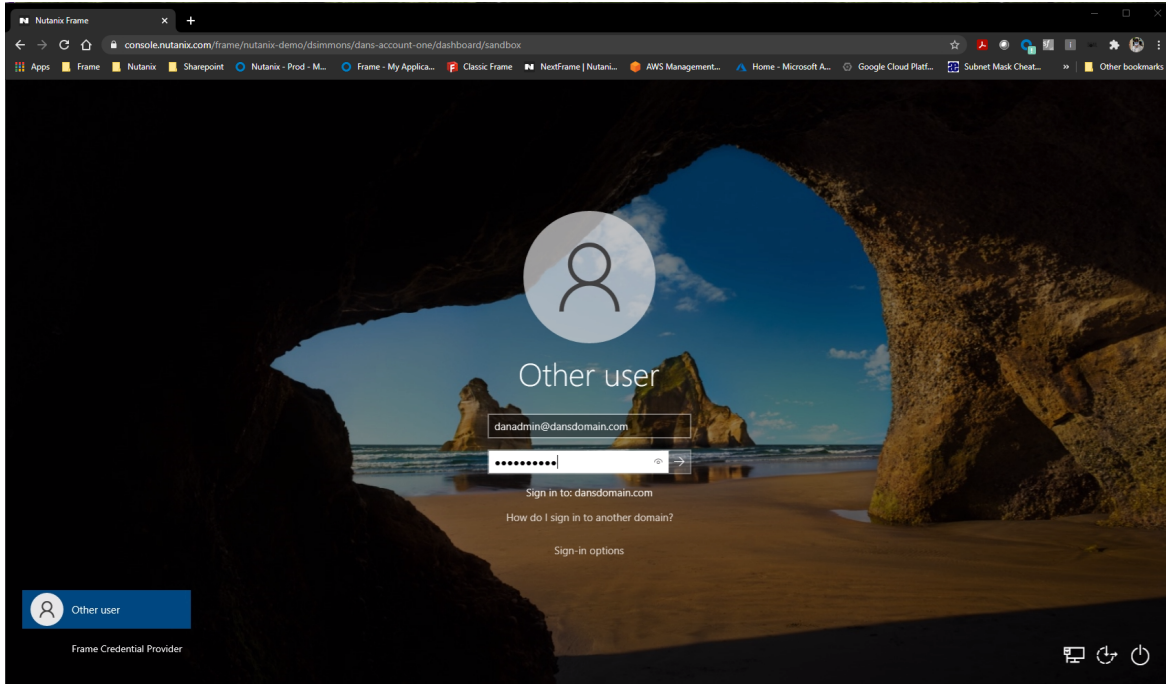 Nutanix Frame
console.nutanix.com/frame/nutanix-demo/dsimmons/dans-account-one/dashboard/sandbox
Apps Frame Nutanix Sharepoint Nutanix - Prod - M... Frame - My Applica... Classic Frame NextFrame | Nutani... AWS Management... Home - Microsoft A... Google Cloud Platf... Subnet Mask Cheat... » Other bookmarks
Other user
danadmin@dansdomain.com
••••••••••
Sign in to: dansdomain.com
How do I sign in to another domain?
Sign-in options
Other user
Frame Credential Provider